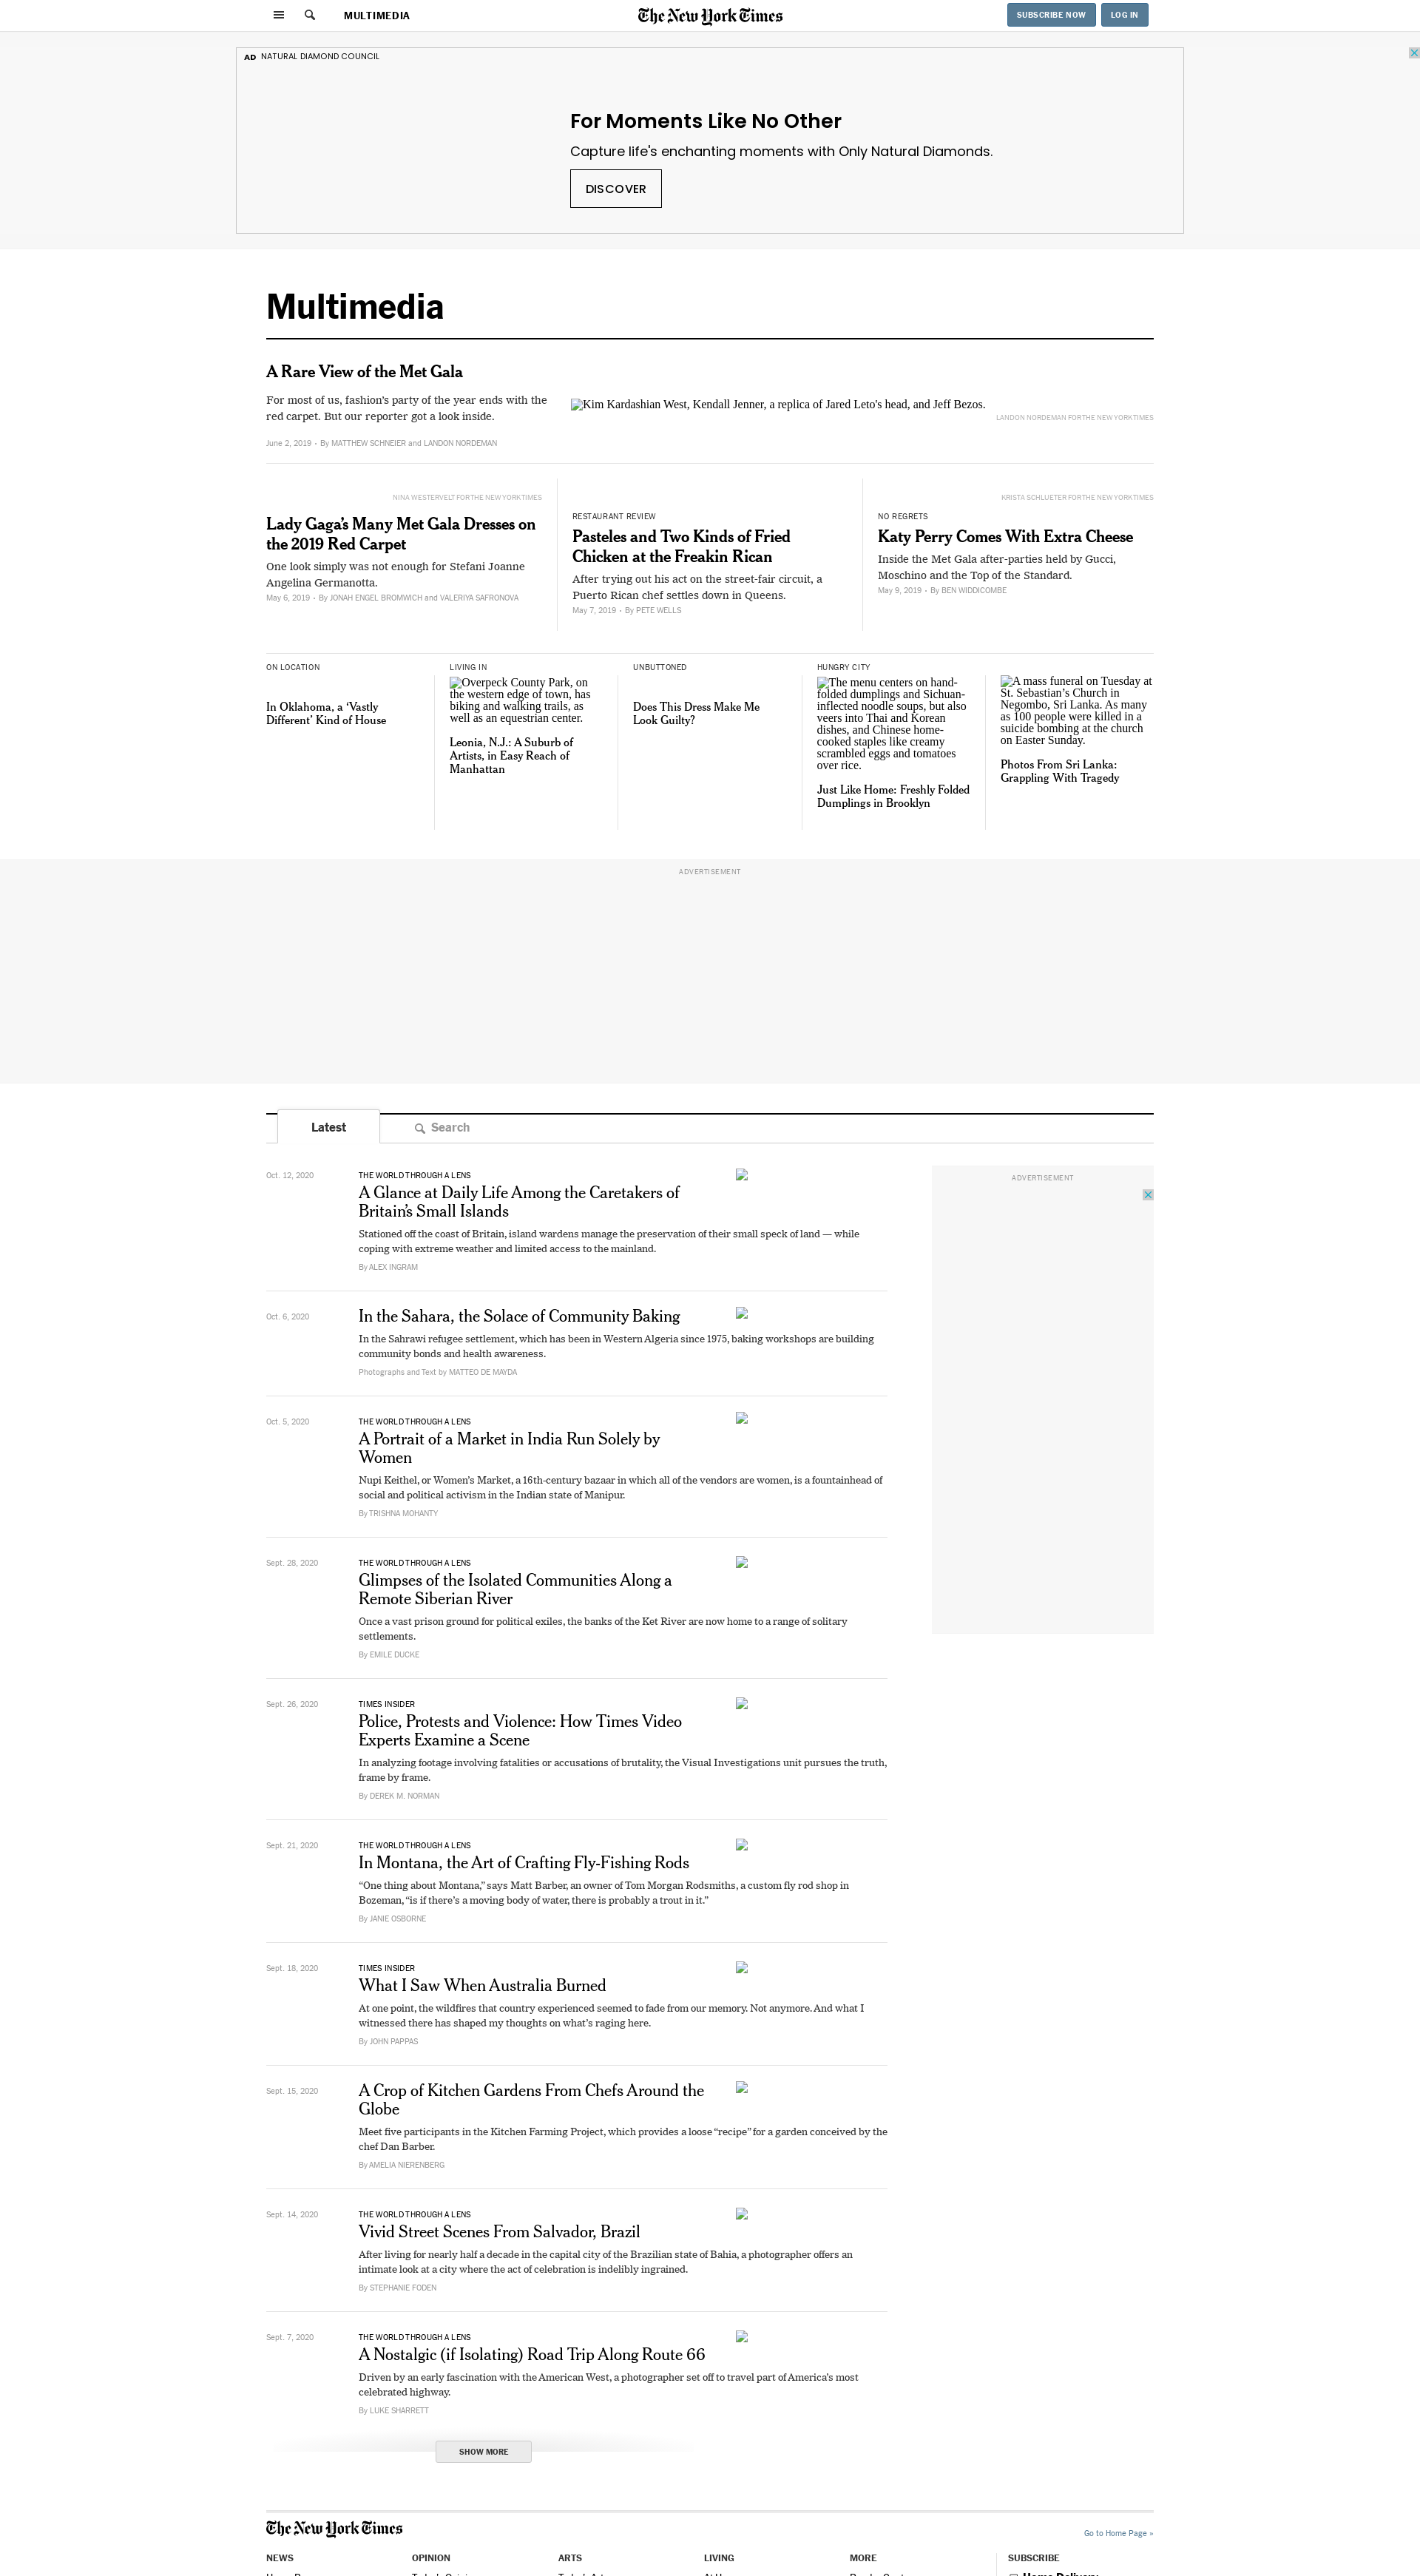 MULTIMEDIA
The New York Times
SUBSCRIBE NOW
LOG IN
AD NATURAL DIAMOND COUNCIL
For Moments Like No Other
Capture life's enchanting moments with Only Natural Diamonds.
DISCOVER
Multimedia
A Rare View of the Met Gala
For most of us, fashion’s party of the year ends with the
red carpet. But our reporter got a look inside.
June 2, 2019 • By MATTHEW SCHNEIER and LANDON NORDEMAN
Kim Kardashian West, Kendall Jenner, a replica of Jared Leto's head, and Jeff Bezos.
LANDON NORDEMAN FOR THE NEW YORK TIMES
NINA WESTERVELT FOR THE NEW YORK TIMES
Lady Gaga’s Many Met Gala Dresses on
the 2019 Red Carpet
One look simply was not enough for Stefani Joanne
Angelina Germanotta.
May 6, 2019 • By JONAH ENGEL BROMWICH and VALERIYA SAFRONOVA
RESTAURANT REVIEW
Pasteles and Two Kinds of Fried
Chicken at the Freakin Rican
After trying out his act on the street-fair circuit, a
Puerto Rican chef settles down in Queens.
May 7, 2019 • By PETE WELLS
KRISTA SCHLUETER FOR THE NEW YORK TIMES
NO REGRETS
Katy Perry Comes With Extra Cheese
Inside the Met Gala after-parties held by Gucci,
Moschino and the Top of the Standard.
May 9, 2019 • By BEN WIDDICOMBE
ON LOCATION
In Oklahoma, a ‘Vastly
Different’ Kind of House
LIVING IN
Overpeck County Park, on
the western edge of town, has
biking and walking trails, as
well as an equestrian center.
Leonia, N.J.: A Suburb of
Artists, in Easy Reach of
Manhattan
UNBUTTONED
Does This Dress Make Me
Look Guilty?
HUNGRY CITY
The menu centers on hand-
folded dumplings and Sichuan-
inflected noodle soups, but also
veers into Thai and Korean
dishes, and Chinese home-
cooked staples like creamy
scrambled eggs and tomatoes
over rice.
Just Like Home: Freshly Folded
Dumplings in Brooklyn
A mass funeral on Tuesday at
St. Sebastian’s Church in
Negombo, Sri Lanka. As many
as 100 people were killed in a
suicide bombing at the church
on Easter Sunday.
Photos From Sri Lanka:
Grappling With Tragedy
ADVERTISEMENT
Latest
Search
ADVERTISEMENT
Oct. 12, 2020
THE WORLD THROUGH A LENS
A Glance at Daily Life Among the Caretakers of
Britain’s Small Islands
Stationed off the coast of Britain, island wardens manage the preservation of their small speck of land — while
coping with extreme weather and limited access to the mainland.
By ALEX INGRAM
Oct. 6, 2020
In the Sahara, the Solace of Community Baking
In the Sahrawi refugee settlement, which has been in Western Algeria since 1975, baking workshops are building
community bonds and health awareness.
Photographs and Text by MATTEO DE MAYDA
Oct. 5, 2020
THE WORLD THROUGH A LENS
A Portrait of a Market in India Run Solely by
Women
Nupi Keithel, or Women’s Market, a 16th-century bazaar in which all of the vendors are women, is a fountainhead of
social and political activism in the Indian state of Manipur.
By TRISHNA MOHANTY
Sept. 28, 2020
THE WORLD THROUGH A LENS
Glimpses of the Isolated Communities Along a
Remote Siberian River
Once a vast prison ground for political exiles, the banks of the Ket River are now home to a range of solitary
settlements.
By EMILE DUCKE
Sept. 26, 2020
TIMES INSIDER
Police, Protests and Violence: How Times Video
Experts Examine a Scene
In analyzing footage involving fatalities or accusations of brutality, the Visual Investigations unit pursues the truth,
frame by frame.
By DEREK M. NORMAN
Sept. 21, 2020
THE WORLD THROUGH A LENS
In Montana, the Art of Crafting Fly-Fishing Rods
“One thing about Montana,” says Matt Barber, an owner of Tom Morgan Rodsmiths, a custom fly rod shop in
Bozeman, “is if there’s a moving body of water, there is probably a trout in it.”
By JANIE OSBORNE
Sept. 18, 2020
TIMES INSIDER
What I Saw When Australia Burned
At one point, the wildfires that country experienced seemed to fade from our memory. Not anymore. And what I
witnessed there has shaped my thoughts on what’s raging here.
By JOHN PAPPAS
Sept. 15, 2020
A Crop of Kitchen Gardens From Chefs Around the
Globe
Meet five participants in the Kitchen Farming Project, which provides a loose “recipe” for a garden conceived by the
chef Dan Barber.
By AMELIA NIERENBERG
Sept. 14, 2020
THE WORLD THROUGH A LENS
Vivid Street Scenes From Salvador, Brazil
After living for nearly half a decade in the capital city of the Brazilian state of Bahia, a photographer offers an
intimate look at a city where the act of celebration is indelibly ingrained.
By STEPHANIE FODEN
Sept. 7, 2020
THE WORLD THROUGH A LENS
A Nostalgic (if Isolating) Road Trip Along Route 66
Driven by an early fascination with the American West, a photographer set off to travel part of America’s most
celebrated highway.
By LUKE SHARRETT
SHOW MORE
The New York Times
Go to Home Page »
NEWS
OPINION
ARTS
LIVING
MORE
SUBSCRIBE